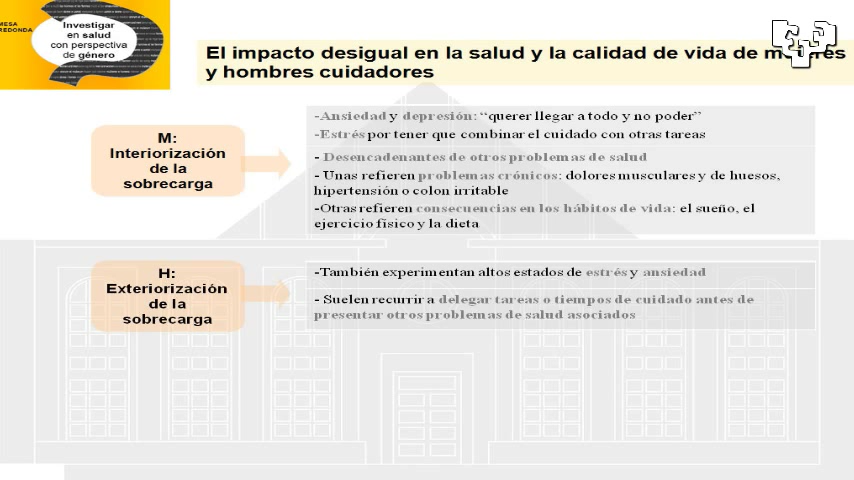 MESA
REDONDA
Investigar
en salud
con perspectiva
de género
El impacto desigual en la salud y la calidad de vida de
y hombres cuidadores
M:
Interiorización
de la
sobrecarga
-Ansiedad y depresión: “querer llegar a todo y no poder”
-Estrés por tener que combinar el cuidado con otras tareas
- Desencadenantes de otros problemas de salud
- Unas refieren problemas crónicos: dolores musculares y de huesos,
hipertensión o colon irritable
-Otras refieren consecuencias en los hábitos de vida: el sueño, el
ejercicio físico y la dieta
H:
Exteriorización
de la
sobrecarga
-También experimentan altos estados de estrés y ansiedad
- Suelen recurrir a delegar tareas o tiempos de cuidado antes de
presentar otros problemas de salud asociados